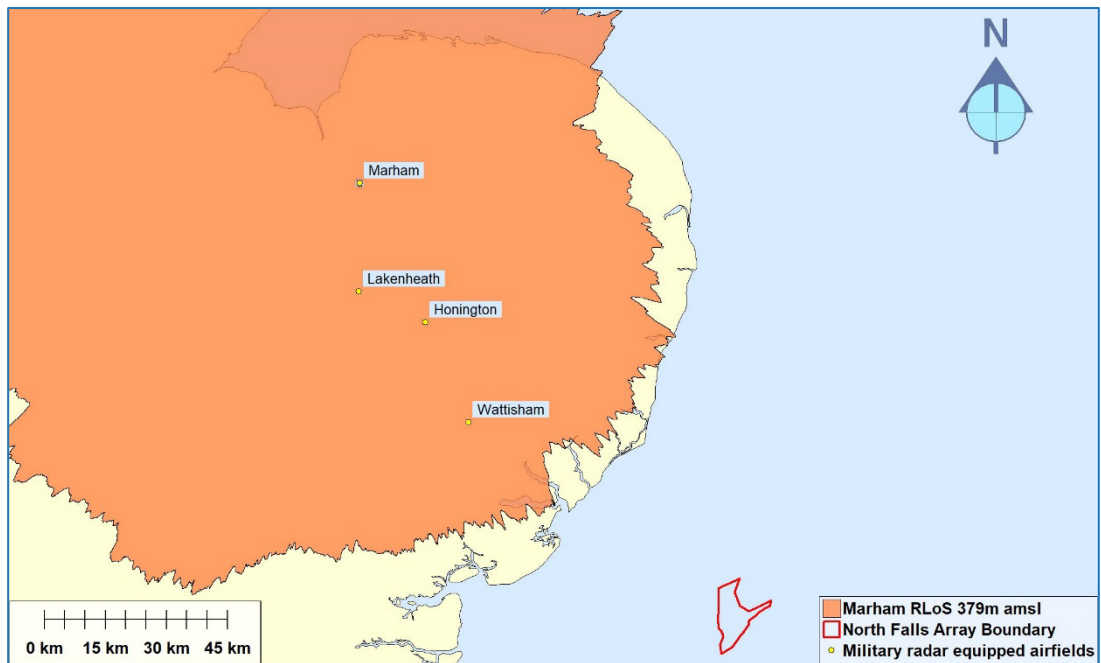 N
Marham
Lakenheath
Honington
Wattisham
0 km 15 km 30 km 45 km
Marham RLoS 379m amsl
North Falls Array Boundary
Military radar equipped airfields